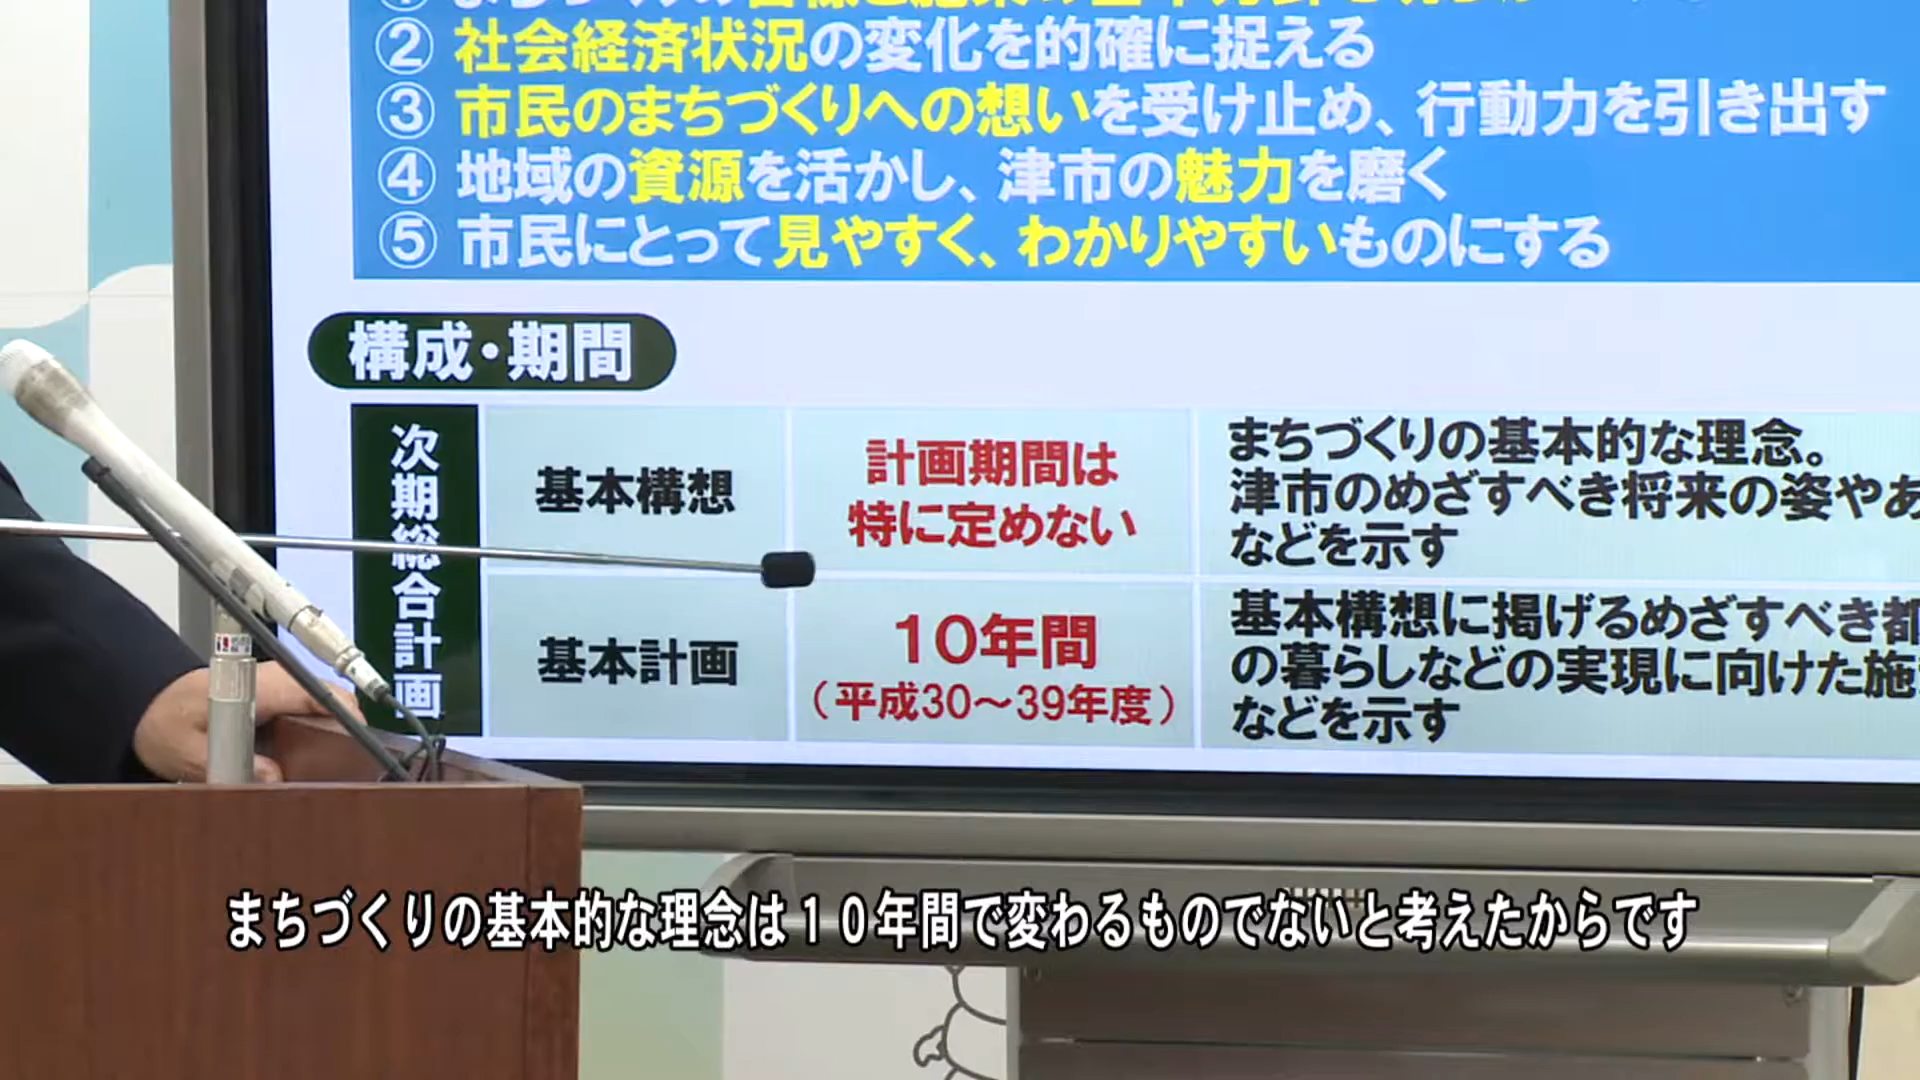 ② 社会経済状況の変化を的確に捉える
③ 市民のまちづくりへの想いを受け止め、行動力を引き出す
④ 地域の資源を活かし、津市の魅力を磨く
⑤ 市民にとって見やすく、わかりやすいものにする
構成・期間
次期総合計画
基本構想
計画期間は
特に定めない
まちづくりの基本的な理念。
津市のめざすべき将来の姿やあ
などを示す
基本計画
10年間
（平成30～39年度）
基本構想に掲げるめざすべき都
の暮らしなどの実現に向けた施
などを示す
まちづくりの基本的な理念は１０年間で変わるものでないと考えたからです